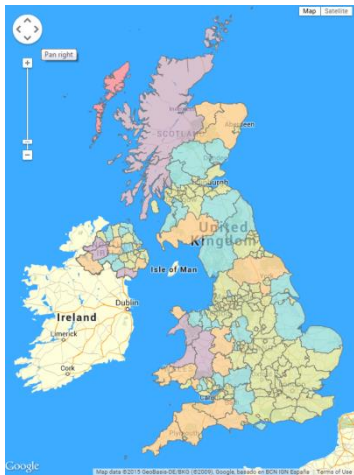 Map Satellite
Pan right
SCOTLAND
Aberdeen
United
Kingdom
Isle of Man
Dublin
Ireland
Limerick
Cork
Google
Map data ©2015 GeoBasis-DE/BKG (©2009), Google, basado en BCN IGN España Terms of Use